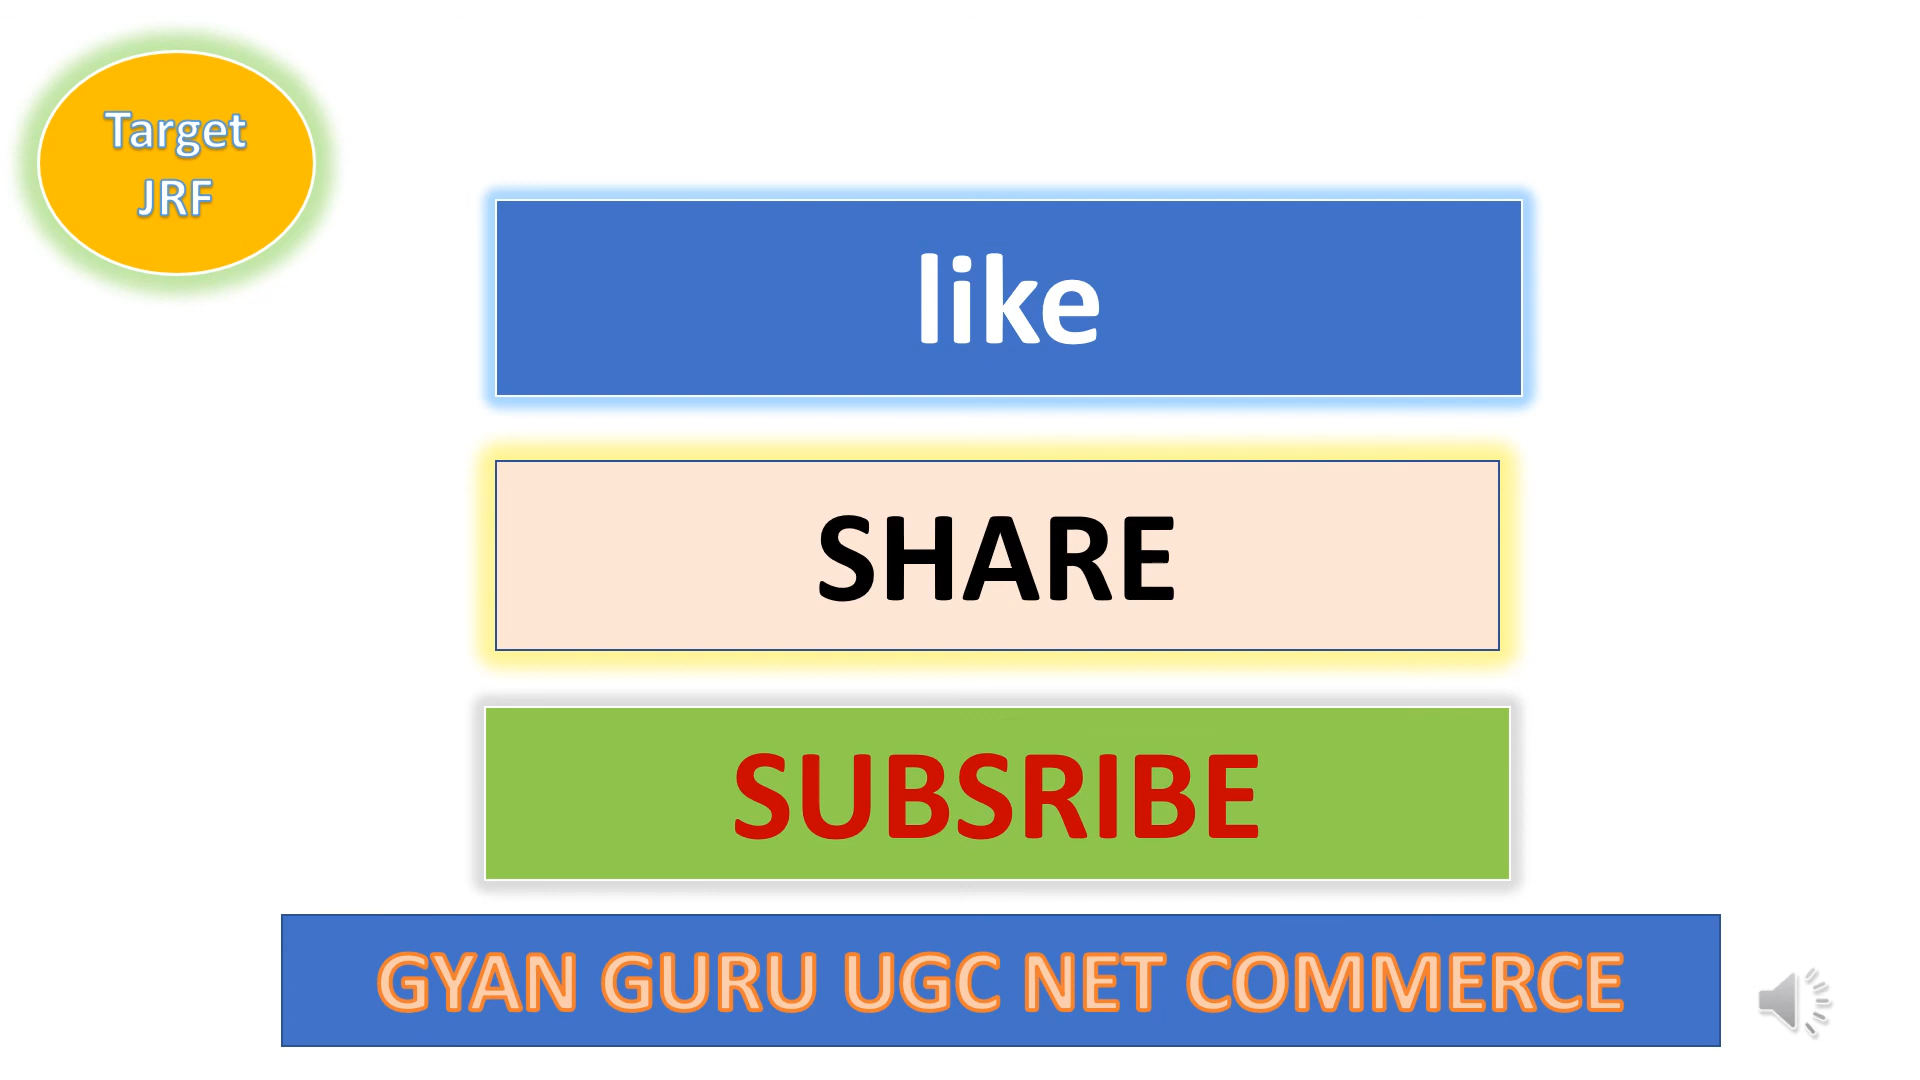 Target
JRF
like
SHARE
SUBSRIBE
GYAN GURU UGC NET COMMERCE